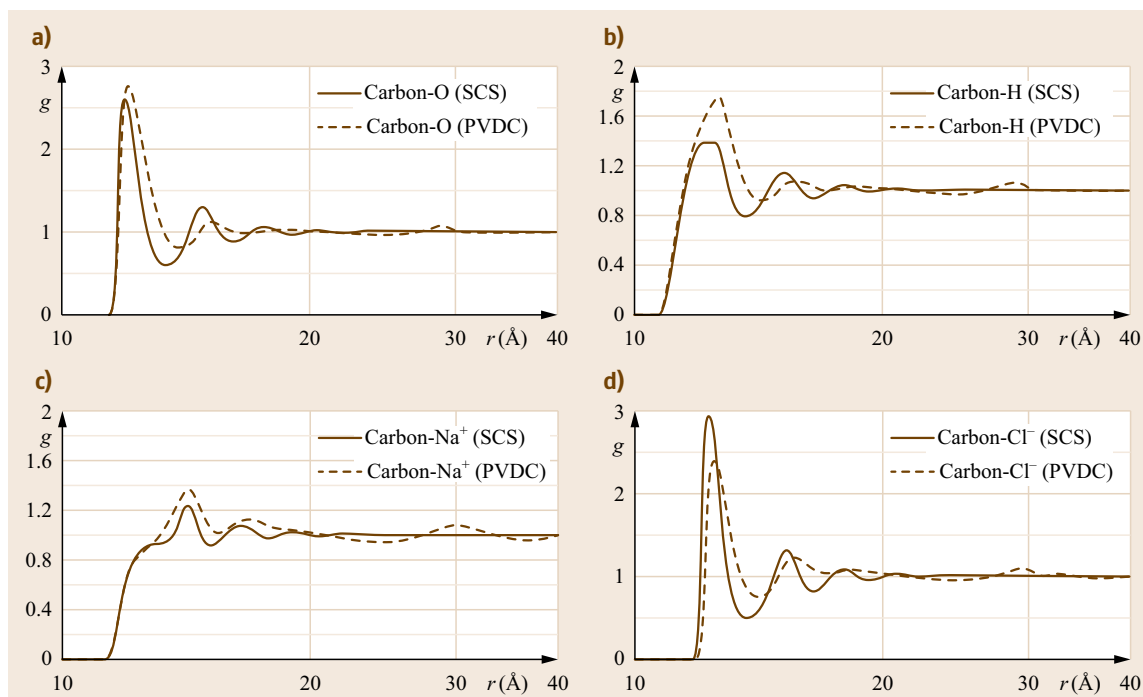 a)
3
g
2
1
0
Carbon-O (SCS)
Carbon-O (PVDC)
10 20 30 r (Å) 40
b)
2
g
1.6
1.2
0.8
0.4
0
Carbon-H (SCS)
Carbon-H (PVDC)
10 20 30 r (Å) 40
c)
2
g
1.6
1.2
0.8
0.4
0
Carbon-Na⁺ (SCS)
Carbon-Na⁺ (PVDC)
10 20 30 r (Å) 40
d)
3
g
2
1
0
Carbon-Cl⁻ (SCS)
Carbon-Cl⁻ (PVDC)
10 20 30 r (Å) 40